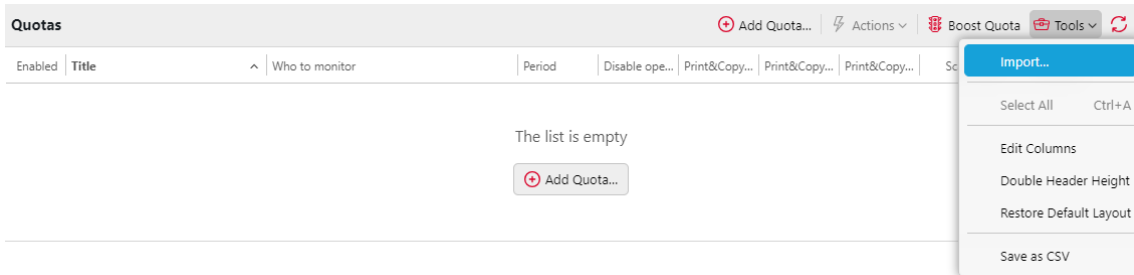 Quotas
Add Quota... Actions Boost Quota Tools
Enabled Title Who to monitor Period Disable ope... Print&Copy... Print&Copy... Print&Copy... Sc
Import...
Select All Ctrl+A
The list is empty
Edit Columns
Add Quota...
Double Header Height
Restore Default Layout
Save as CSV